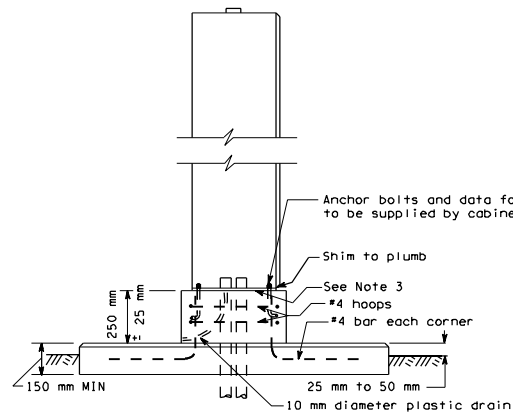 Anchor bolts and data fo
to be supplied by cabine
Shim to plumb
See Note 3
#4 hoops
#4 bar each corner
250 mm
+- 25 mm
150 mm MIN
25 mm to 50 mm
10 mm diameter plastic drain